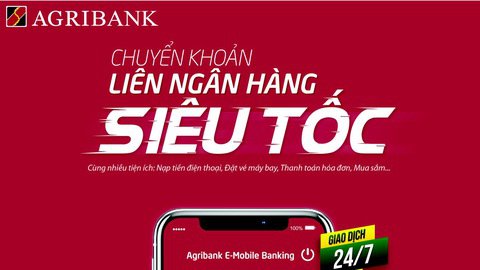 AGRIBANK
CHUYỂN KHOẢN
LIÊN NGÂN HÀNG
SIÊU TỐC
Cùng nhiều tiện ích: Nạp tiền điện thoại, Đặt vé máy bay, Thanh toán hóa đơn, Mua sắm...
100%
Agribank E-Mobile Banking
GIAO DỊCH
24/7